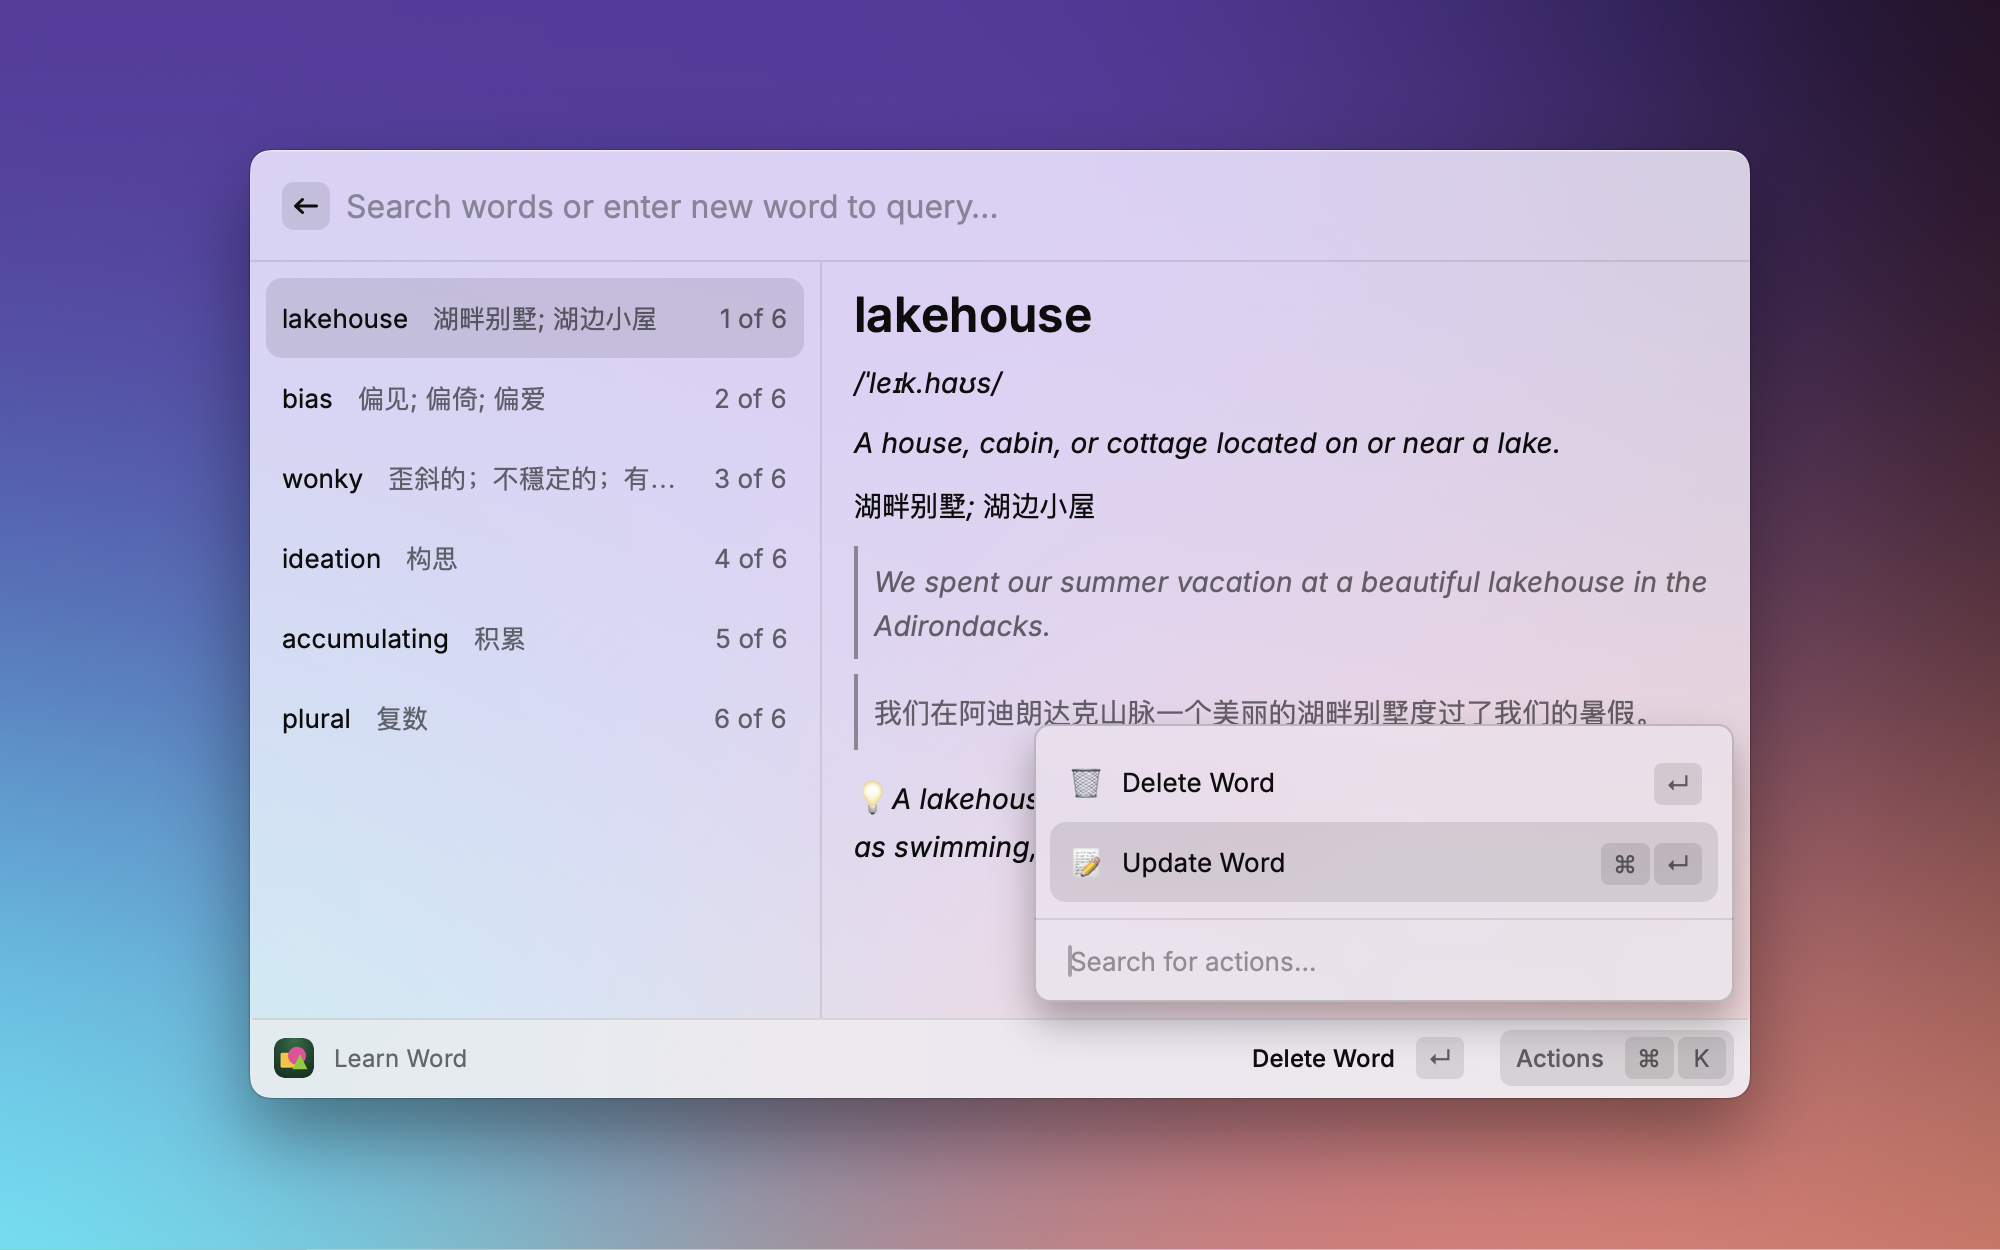 Search words or enter new word to query...
lakehouse 湖畔别墅; 湖边小屋 1 of 6
bias 偏见; 偏倚; 偏爱 2 of 6
wonky 歪斜的；不穩定的；有... 3 of 6
ideation 构思 4 of 6
accumulating 积累 5 of 6
plural 复数 6 of 6
lakehouse
/ˈleɪk.haʊs/
A house, cabin, or cottage located on or near a lake.
湖畔别墅; 湖边小屋
We spent our summer vacation at a beautiful lakehouse in the
Adirondacks.
我们在阿迪朗达克山脉一个美丽的湖畔别墅度过了我们的暑假。
💡 A lakehous
as swimming,
Delete Word ↵
Update Word ⌘ ↵
Search for actions...
Learn Word Delete Word ↵ Actions ⌘ K